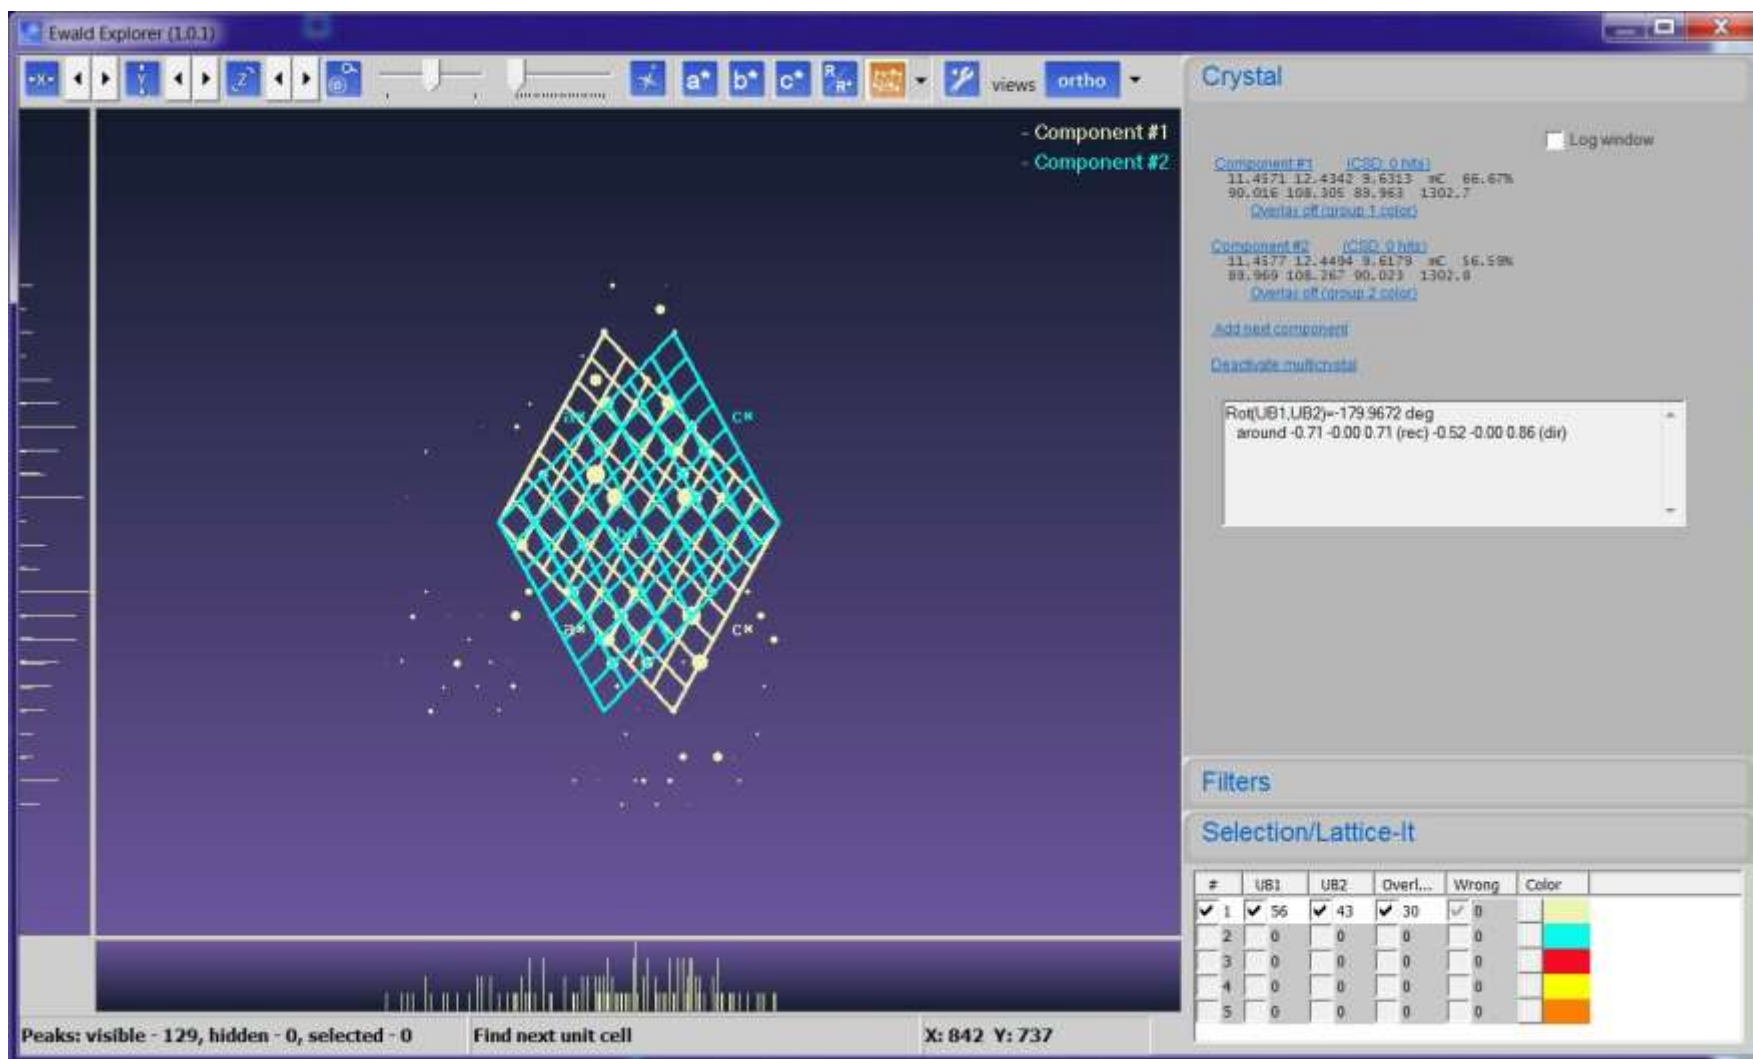 Ewald Explorer (1.0.1)
X Y Z a* b* c* R/R* views ortho
- Component #1
- Component #2
a* c*
a* c*
Crystal
Log window
Component #1 (CSD: 0 hits)
11.4571 12.4342 9.6313 mC 66.67%
90.016 108.305 89.963 1302.7
Overlay off (group 1 color)
Component #2 (CSD: 0 hits)
11.4577 12.4494 9.6179 mC 56.59%
89.969 108.267 90.023 1302.8
Overlay off (group 2 color)
Add next component
Deactivate multicrystal
Rot(UB1,UB2)=-179.9672 deg
around -0.71 -0.00 0.71 (rec) -0.52 -0.00 0.86 (dir)
Filters
Selection/Lattice-It
# UB1 UB2 Overl... Wrong Color
1 56 43 30 0
2 0 0 0 0
3 0 0 0 0
4 0 0 0 0
5 0 0 0 0
Peaks: visible - 129, hidden - 0, selected - 0 Find next unit cell X: 842 Y: 737